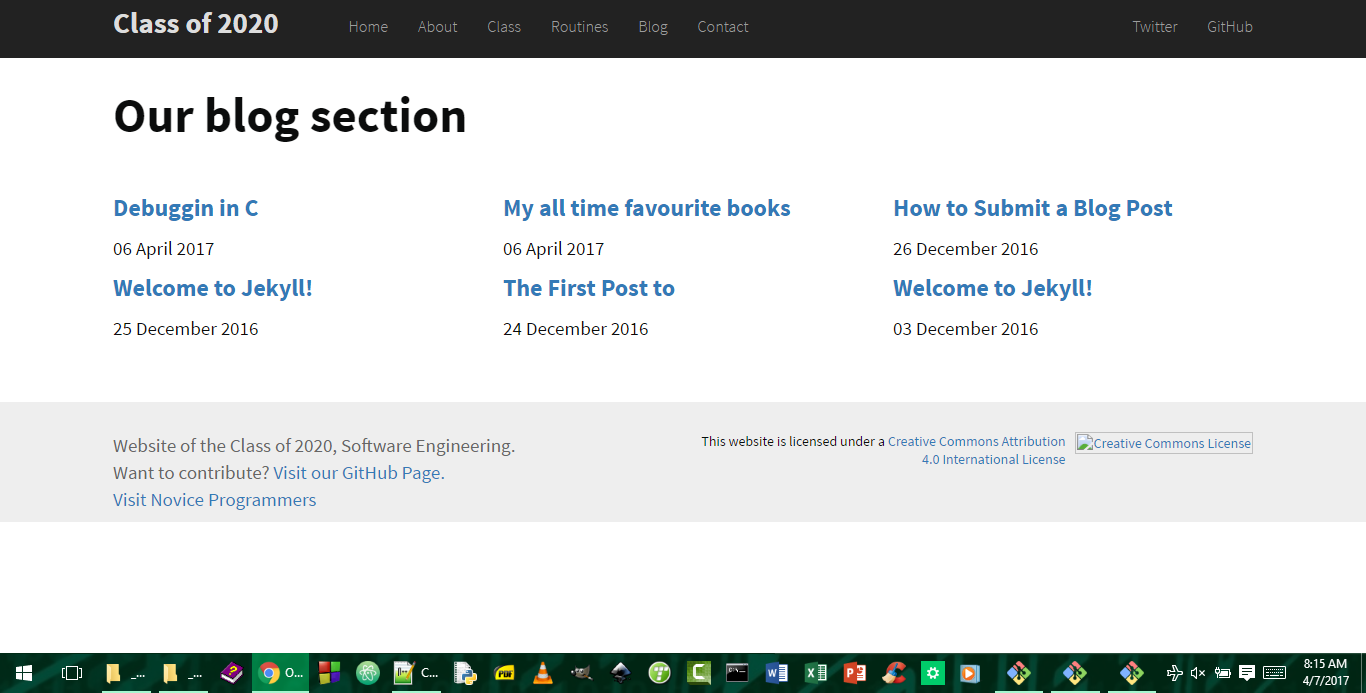 Class of 2020 Home About Class Routines Blog Contact Twitter GitHub
Our blog section
Debuggin in C
06 April 2017
My all time favourite books
06 April 2017
How to Submit a Blog Post
26 December 2016
Welcome to Jekyll!
25 December 2016
The First Post to
24 December 2016
Welcome to Jekyll!
03 December 2016
Website of the Class of 2020, Software Engineering.
Want to contribute? Visit our GitHub Page.
Visit Novice Programmers
This website is licensed under a Creative Commons Attribution
4.0 International License
Creative Commons License
_... _... O... C...
8:15 AM
4/7/2017